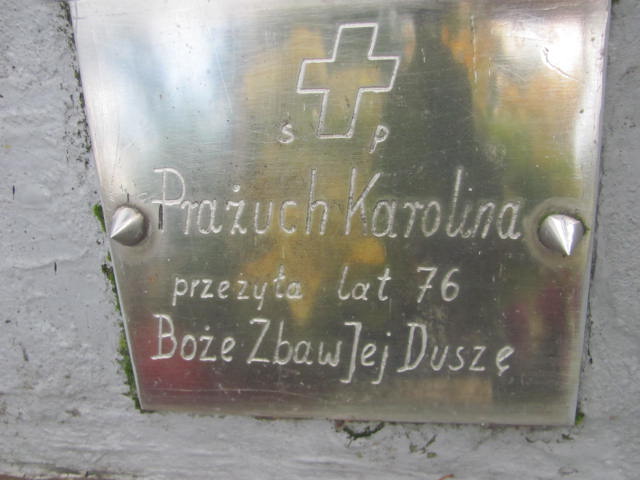 ś p
Prażuch Karolina
przeżyła lat 76
Boże Zbaw Jej Duszę